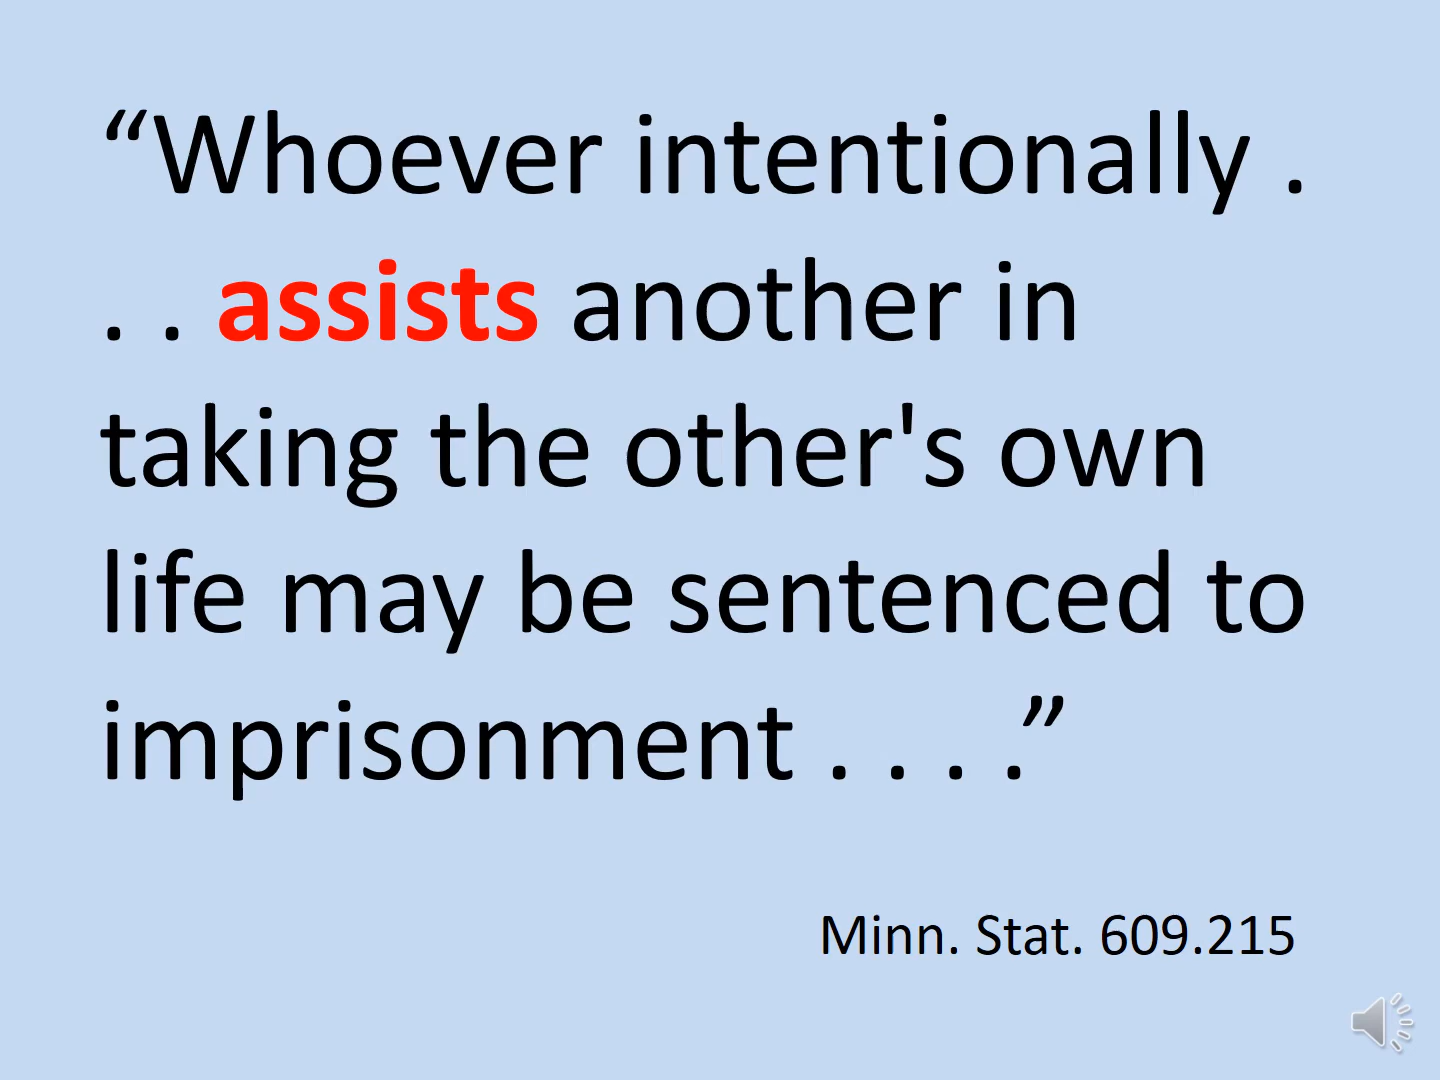 “Whoever intentionally .
. . assists another in
taking the other's own
life may be sentenced to
imprisonment . . . .”
Minn. Stat. 609.215